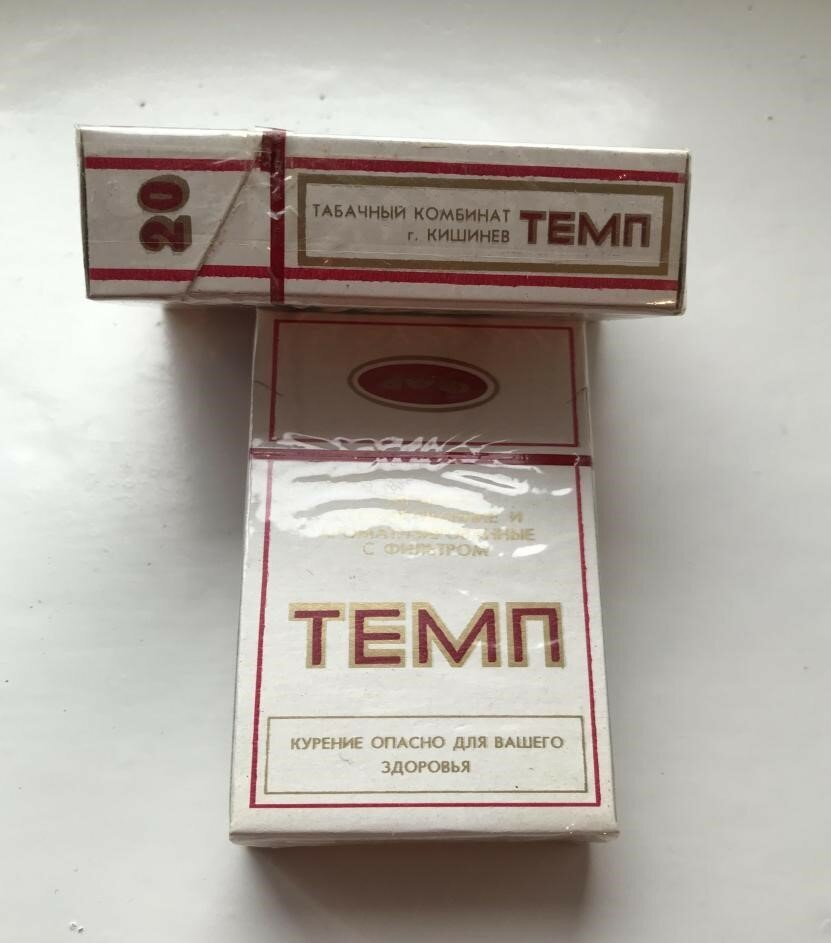 20
ТАБАЧНЫЙ КОМБИНАТ
г. КИШИНЕВ
ТЕМП
И
С ФИЛЬТРОМ
ТЕМП
КУРЕНИЕ ОПАСНО ДЛЯ ВАШЕГО
ЗДОРОВЬЯ